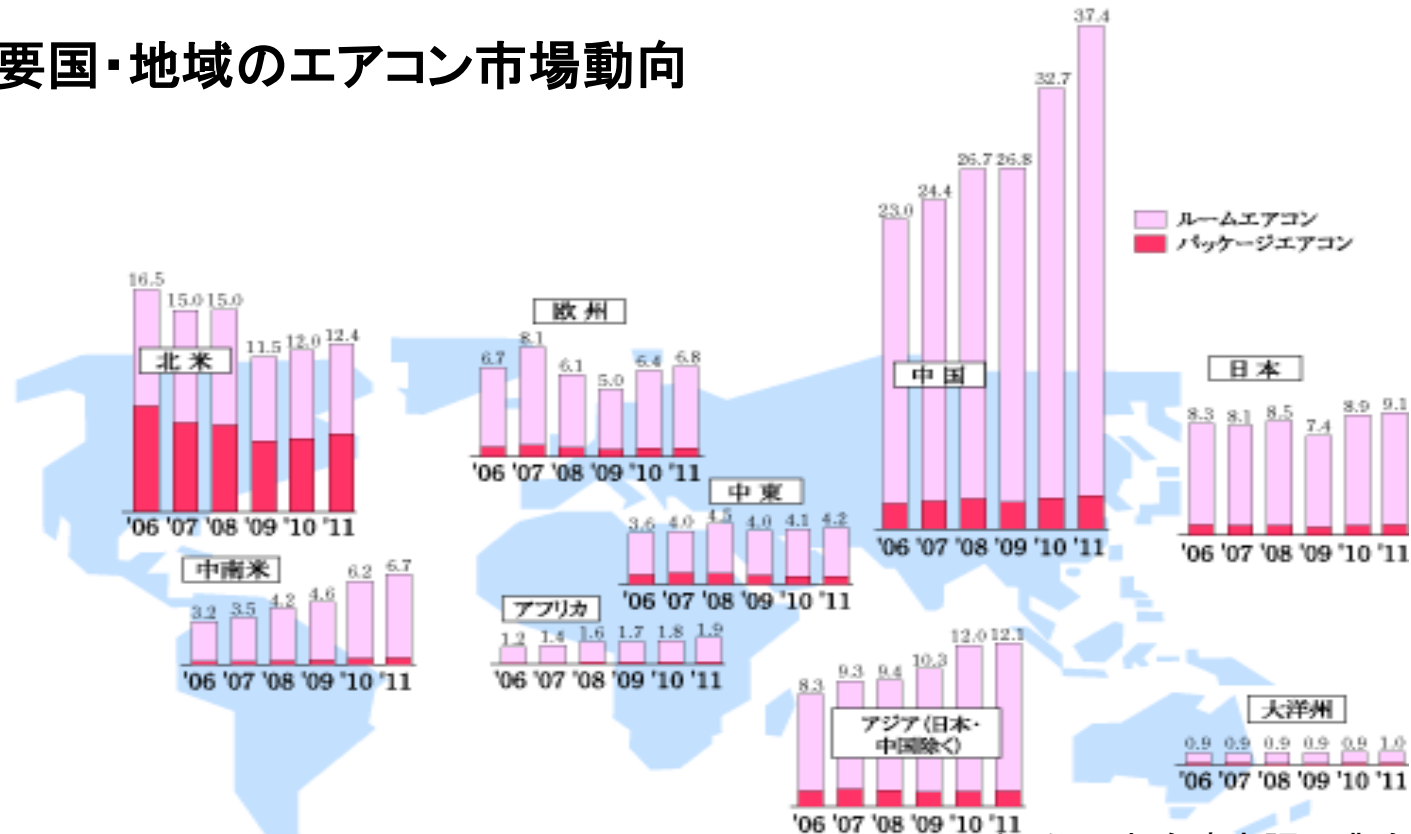 要国・地域のエアコン市場動向
ルームエアコン
パッケージエアコン
北米
16.5 15.0 15.0 11.5 12.0 12.4
'06 '07 '08 '09 '10 '11
欧州
6.7 8.1 6.1 5.0 6.4 6.8
'06 '07 '08 '09 '10 '11
中国
23.0 24.4 26.7 26.8 32.7 37.4
'06 '07 '08 '09 '10 '11
日本
8.3 8.1 8.5 7.4 8.9 9.1
'06 '07 '08 '09 '10 '11
中東
3.6 4.0 4.5 4.0 4.1 4.2
'06 '07 '08 '09 '10 '11
中南米
3.2 3.5 4.2 4.6 6.2 6.7
'06 '07 '08 '09 '10 '11
アフリカ
1.2 1.4 1.6 1.7 1.8 1.9
'06 '07 '08 '09 '10 '11
8.3 9.3 9.4 10.3 12.0 12.1
アジア(日本・
中国除く)
'06 '07 '08 '09 '10 '11
大洋州
0.9 0.9 0.9 0.9 0.9 1.0
'06 '07 '08 '09 '10 '11